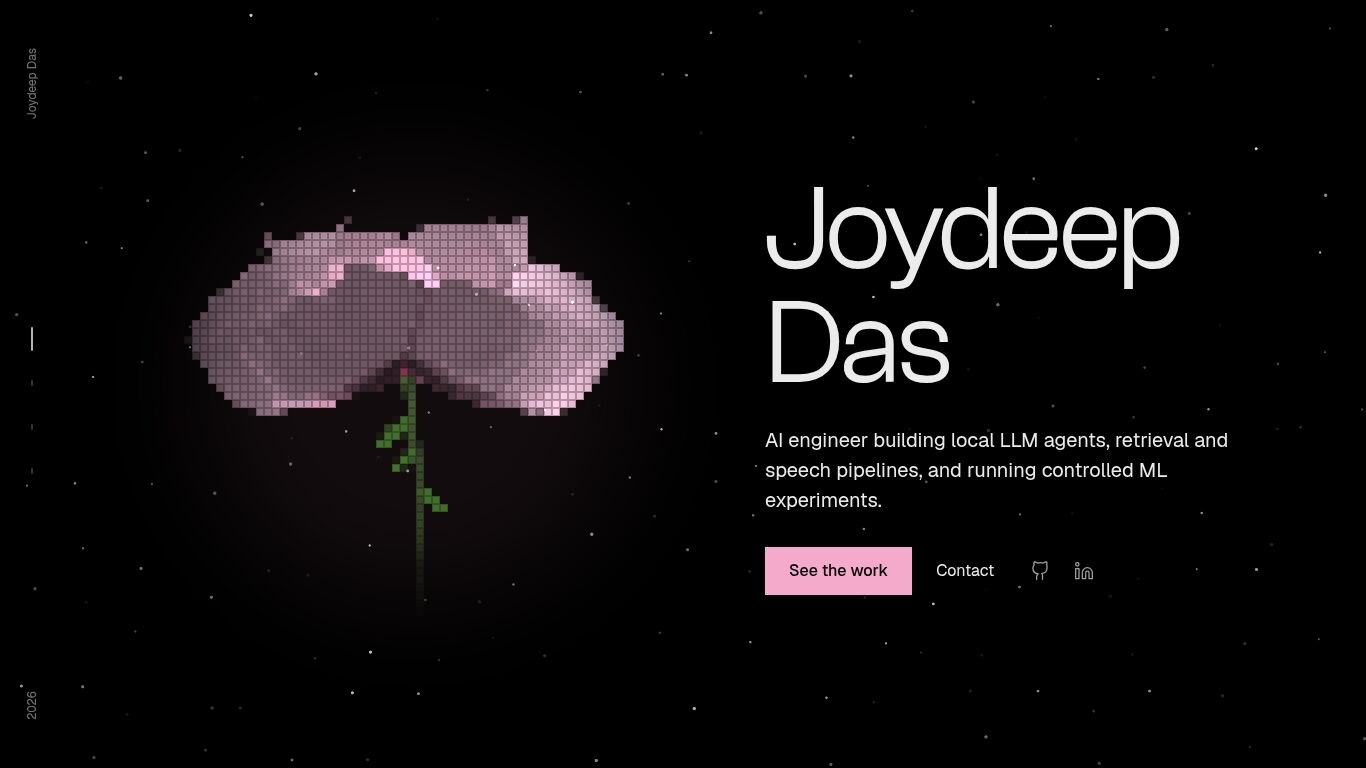 Joydeep Das
Joydeep
Das
AI engineer building local LLM agents, retrieval and
speech pipelines, and running controlled ML
experiments.
See the work
Contact
2026